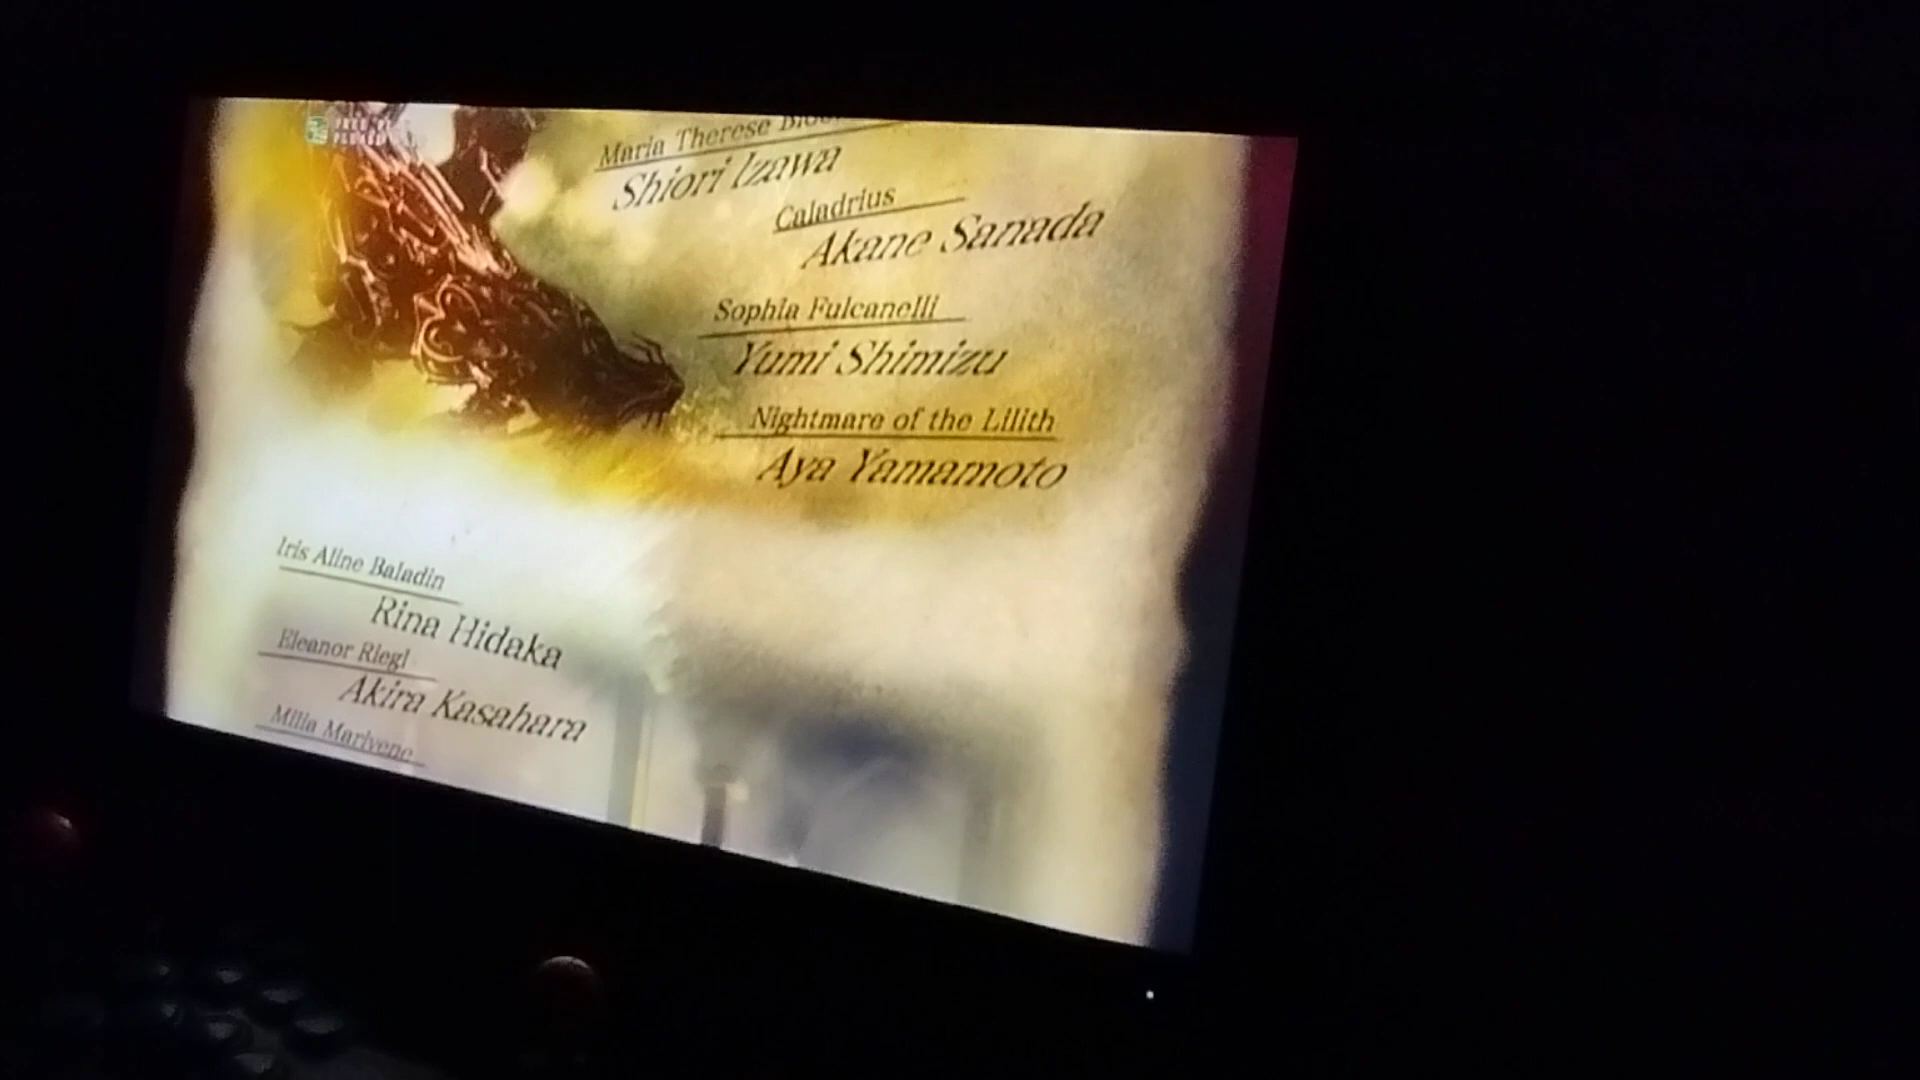 Maria Therese
Shiori Izawa
Caladrius
Akane Sanada
Sophia Fulcanelli
Yumi Shimizu
Nightmare of the Lilith
Aya Yamamoto
Iris Aline Baladin
Rina Hidaka
Eleanor Riegl
Akira Kasahara
Milia Marivene